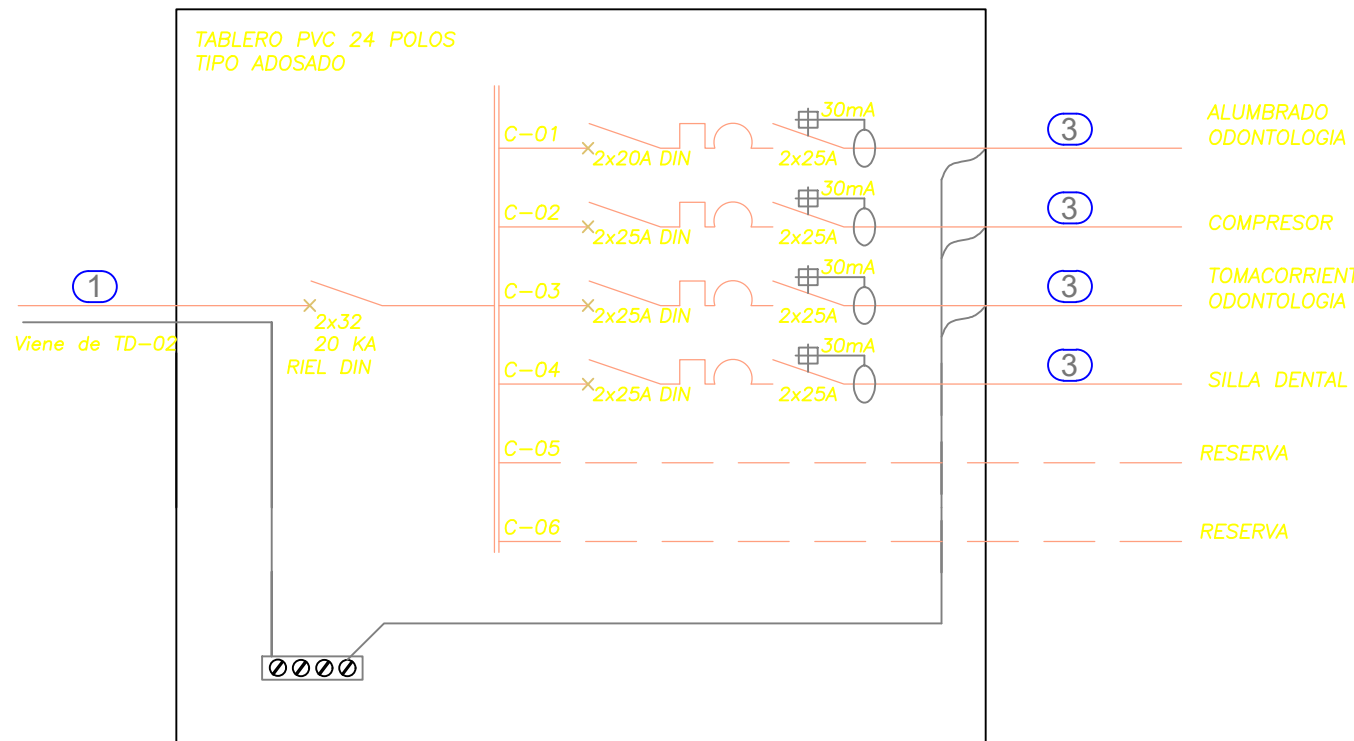 TABLERO PVC 24 POLOS
TIPO ADOSADO
C-01
2x20A DIN
30mA
2x25A
3
ALUMBRADO
ODONTOLOGIA
C-02
2x25A DIN
30mA
2x25A
3
COMPRESOR
1
Viene de TD-02
2x32
20 KA
RIEL DIN
C-03
2x25A DIN
30mA
2x25A
3
TOMACORRIENT
ODONTOLOGIA
C-04
2x25A DIN
30mA
2x25A
3
SILLA DENTAL
C-05
RESERVA
C-06
RESERVA